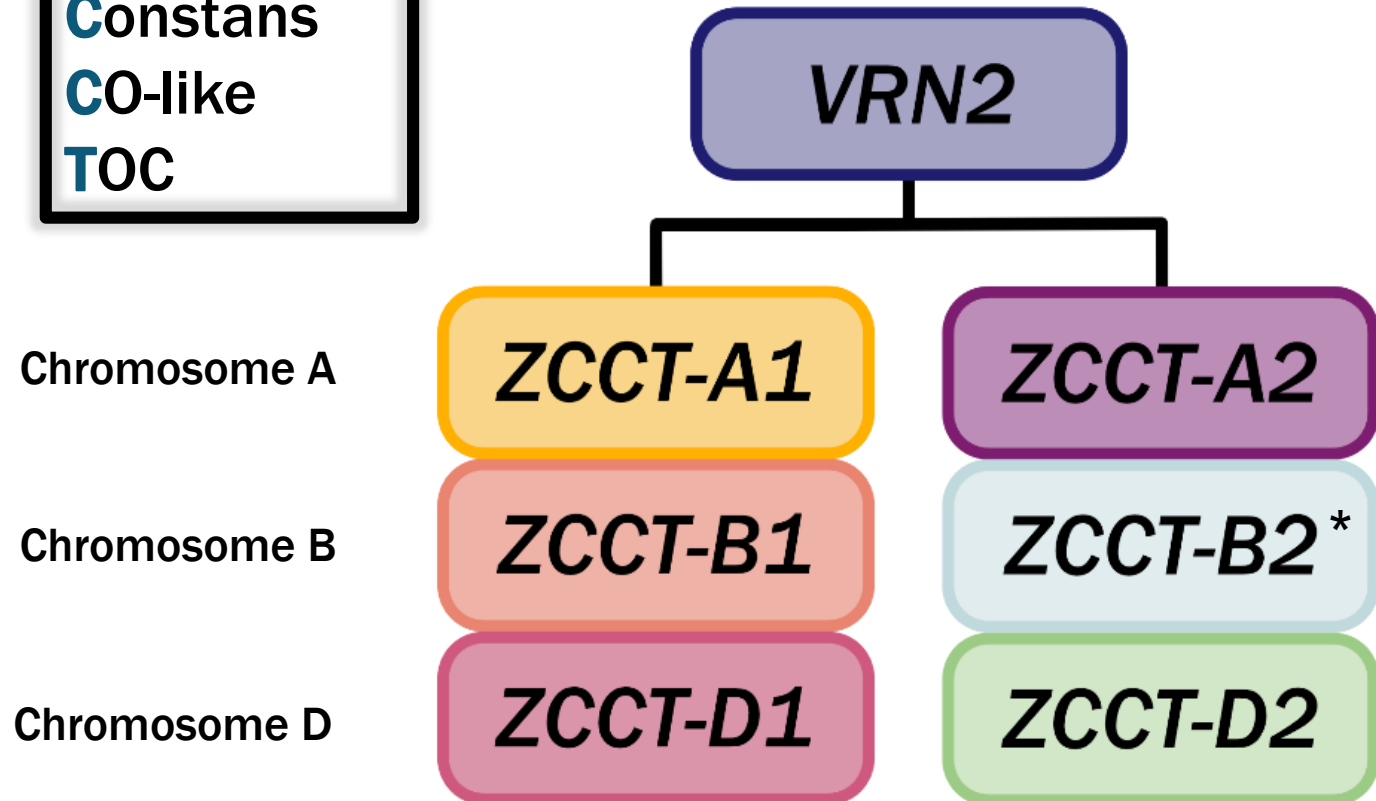 Constans
CO-like
TOC
VRN2
Chromosome A
ZCCT-A1
ZCCT-A2
Chromosome B
ZCCT-B1
ZCCT-B2*
Chromosome D
ZCCT-D1
ZCCT-D2